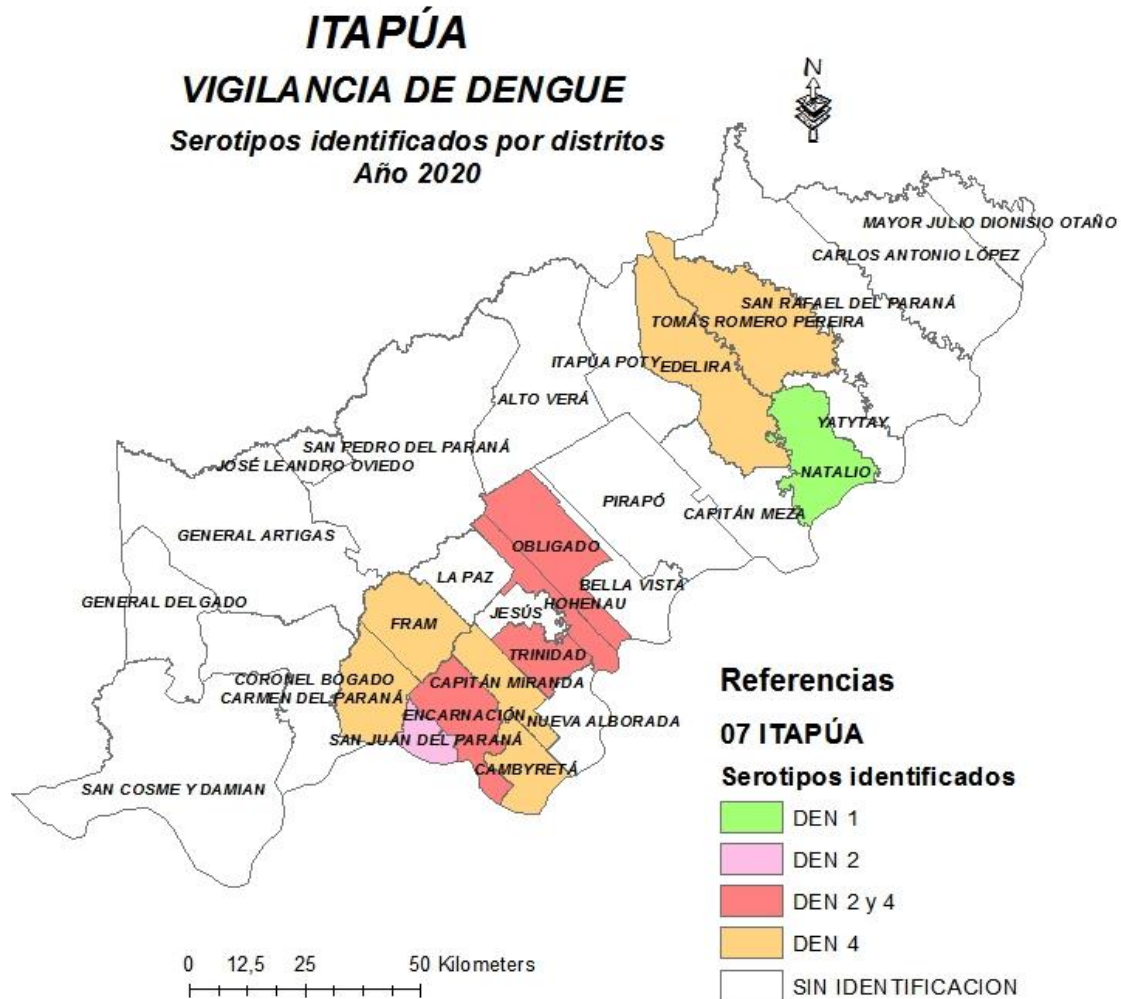 ITAPÚA
VIGILANCIA DE DENGUE
Serotipos identificados por distritos
Año 2020
N
MAYOR JULIO DIONISIO OTAÑO
CARLOS ANTONIO LÓPEZ
SAN RAFAEL DEL PARANÁ
TOMÁS ROMERO PEREIRA
ITAPÚA POTY
EDELIRA
ALTO VERÁ
YATYTAY
SAN PEDRO DEL PARANÁ
JOSÉ LEANDRO OVIEDO
NATALIO
PIRAPÓ
CAPITÁN MEZA
GENERAL ARTIGAS
OBLIGADO
LA PAZ
BELLA VISTA
GENERAL DELGADO
HOHENAU
JESÚS
FRAM
TRINIDAD
CORONEL BOGADO
CAPITÁN MIRANDA
CARMEN DEL PARANÁ
ENCARNACIÓN
NUEVA ALBORADA
SAN JUÁN DEL PARANÁ
CAMBYRETÁ
SAN COSME Y DAMIAN
Referencias
07 ITAPÚA
Serotipos identificados
DEN 1
DEN 2
DEN 2 y 4
DEN 4
SIN IDENTIFICACION
0 12,5 25 50 Kilometers